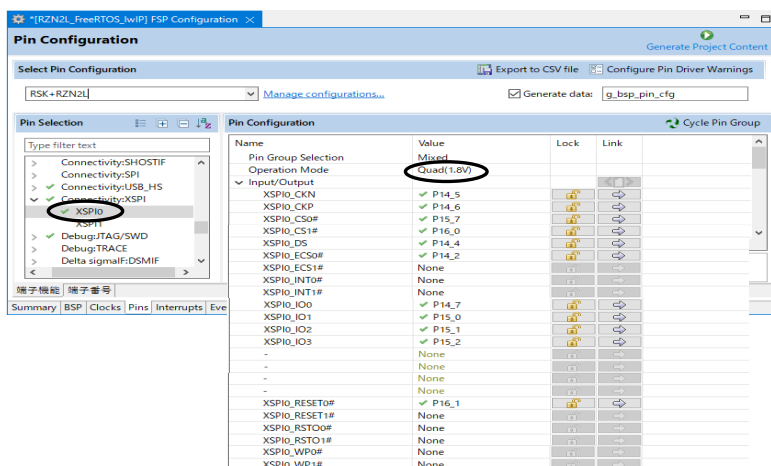 *[RZN2L_FreeRTOS_lwIP] FSP Configuration
Pin Configuration
Generate Project Content
Select Pin Configuration
Export to CSV file
Configure Pin Driver Warnings
RSK+RZN2L
Manage configurations...
Generate data:
g_bsp_pin_cfg
Pin Selection
Pin Configuration
Cycle Pin Group
Type filter text
Connectivity:SHOSTIF
Connectivity:SPI
Connectivity:USB_HS
Connectivity:XSPI
XSPI0
XSPI1
Debug:JTAG/SWD
Debug:TRACE
Delta sigmaIF:DSMIF
端子機能 端子番号
Summary BSP Clocks Pins Interrupts Eve
Name Value Lock Link
Pin Group Selection Mixed
Operation Mode Quad(1.8V)
Input/Output
XSPI0_CKN P14_5
XSPI0_CKP P14_6
XSPI0_CS0# P15_7
XSPI0_CS1# P16_0
XSPI0_DS P14_4
XSPI0_ECS0# P14_2
XSPI0_ECS1# None
XSPI0_INT0# None
XSPI0_INT1# None
XSPI0_IO0 P14_7
XSPI0_IO1 P15_0
XSPI0_IO2 P15_1
XSPI0_IO3 P15_2
- None
- None
- None
- None
XSPI0_RESET0# P16_1
XSPI0_RESET1# None
XSPI0_RSTO0# None
XSPI0_RSTO1# None
XSPI0_WP0# None
XSPI0_WP1# None